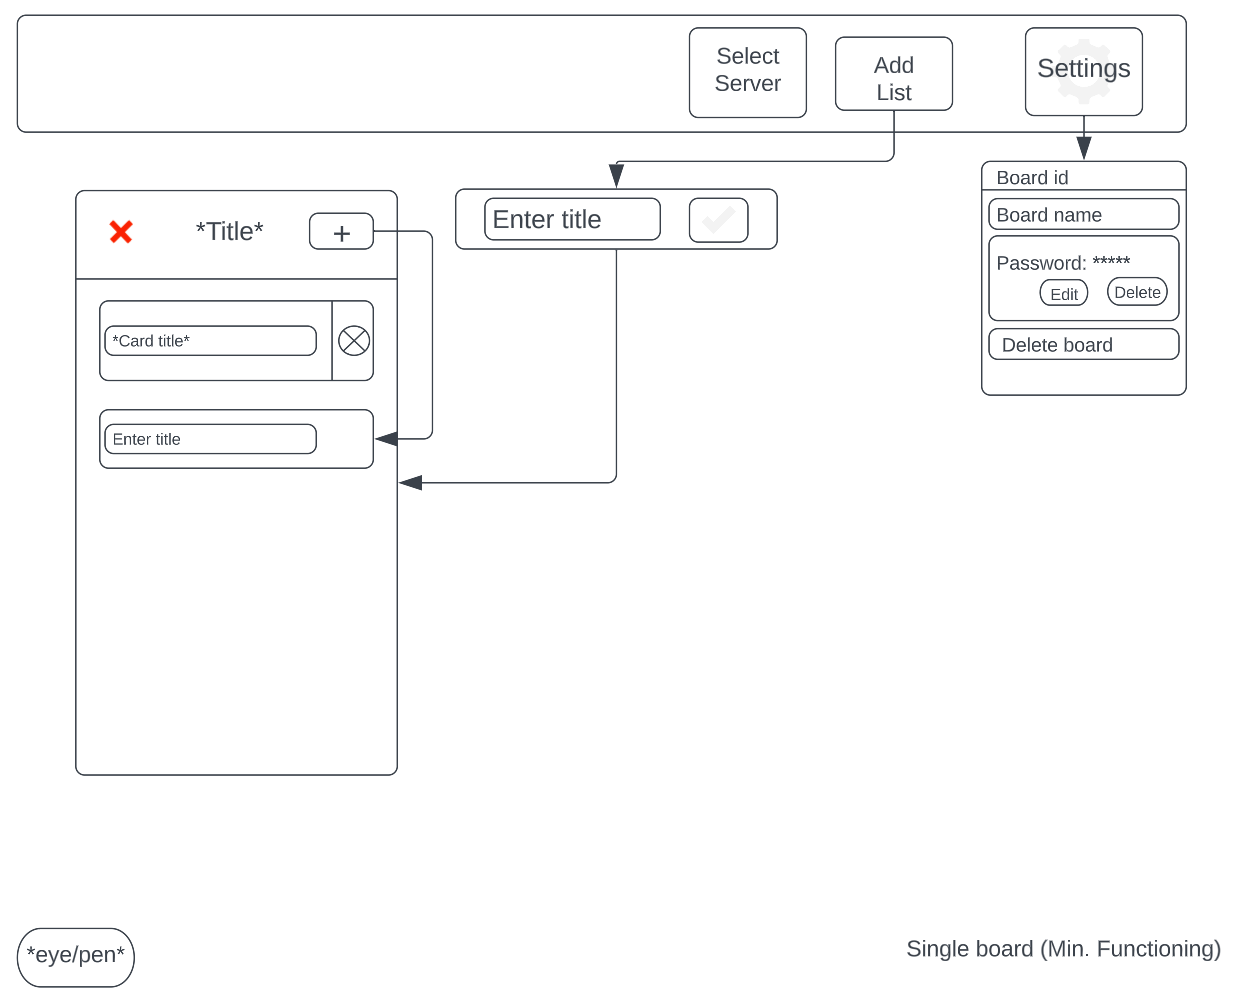 Select
Server
Add
List
Settings
Board id
Board name
Password: *****
Edit
Delete
Delete board
Enter title
*Title*
+
*Card title*
Enter title
*eye/pen*
Single board (Min. Functioning)